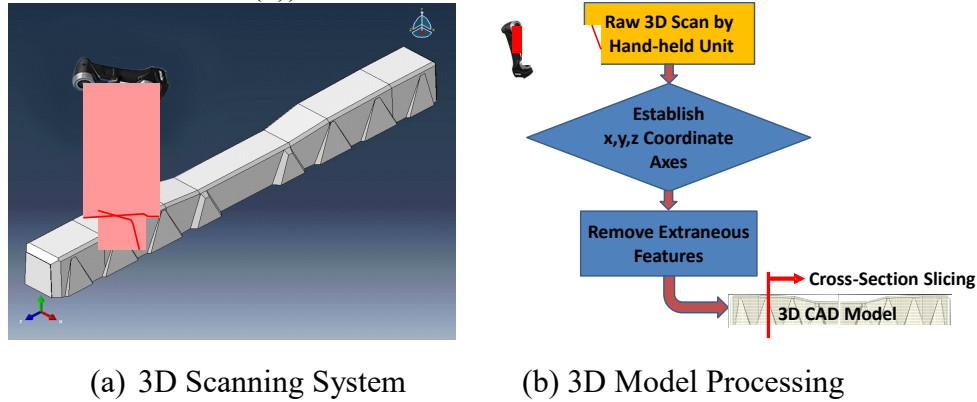 Raw 3D Scan by
Hand-held Unit
Establish
x,y,z Coordinate
Axes
Remove Extraneous
Features
Cross-Section Slicing
3D CAD Model
(a) 3D Scanning System
(b) 3D Model Processing